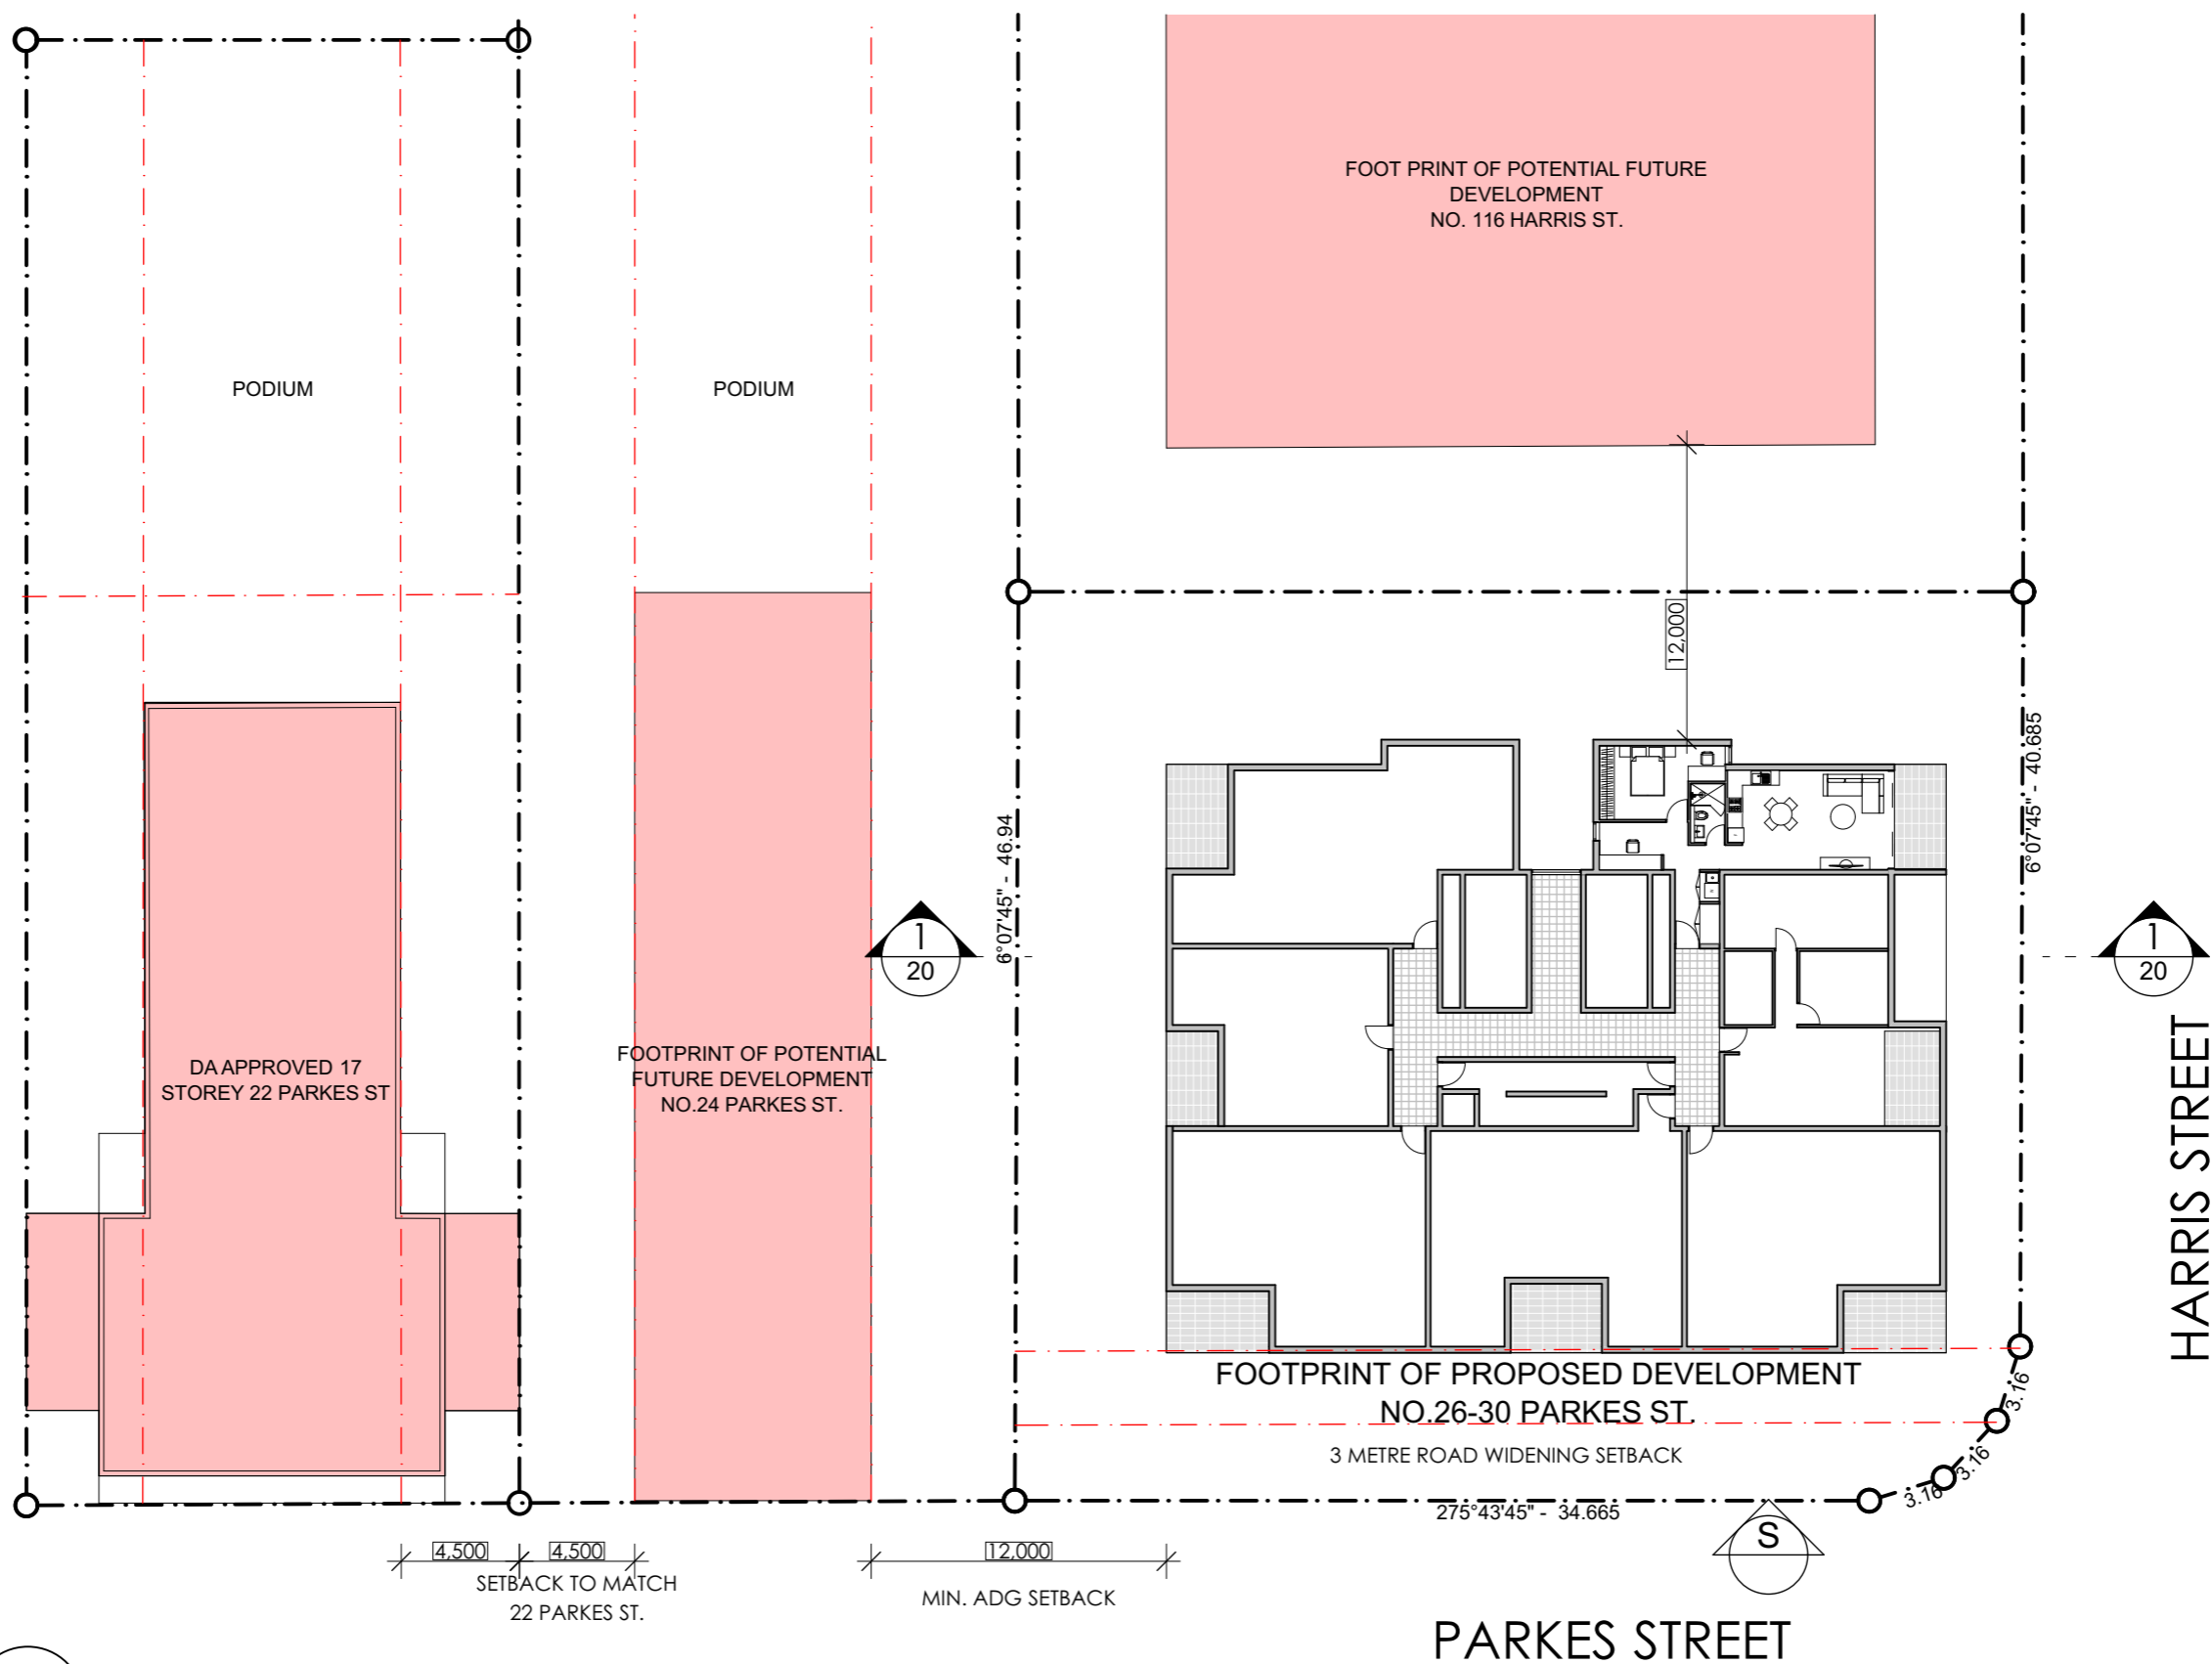 FOOT PRINT OF POTENTIAL FUTURE
DEVELOPMENT
NO. 116 HARRIS ST.
PODIUM
PODIUM
12,000
6°07'45" - 40.685
6°07'45" - 46.94
1
20
1
20
DA APPROVED 17
STOREY 22 PARKES ST
FOOTPRINT OF POTENTIAL
FUTURE DEVELOPMENT
NO.24 PARKES ST.
HARRIS STREET
FOOTPRINT OF PROPOSED DEVELOPMENT
NO.26-30 PARKES ST.
3 METRE ROAD WIDENING SETBACK
3.16
3.16
3.16
275°43'45" - 34.665
S
4,500
4,500
12,000
SETBACK TO MATCH
22 PARKES ST.
MIN. ADG SETBACK
PARKES STREET